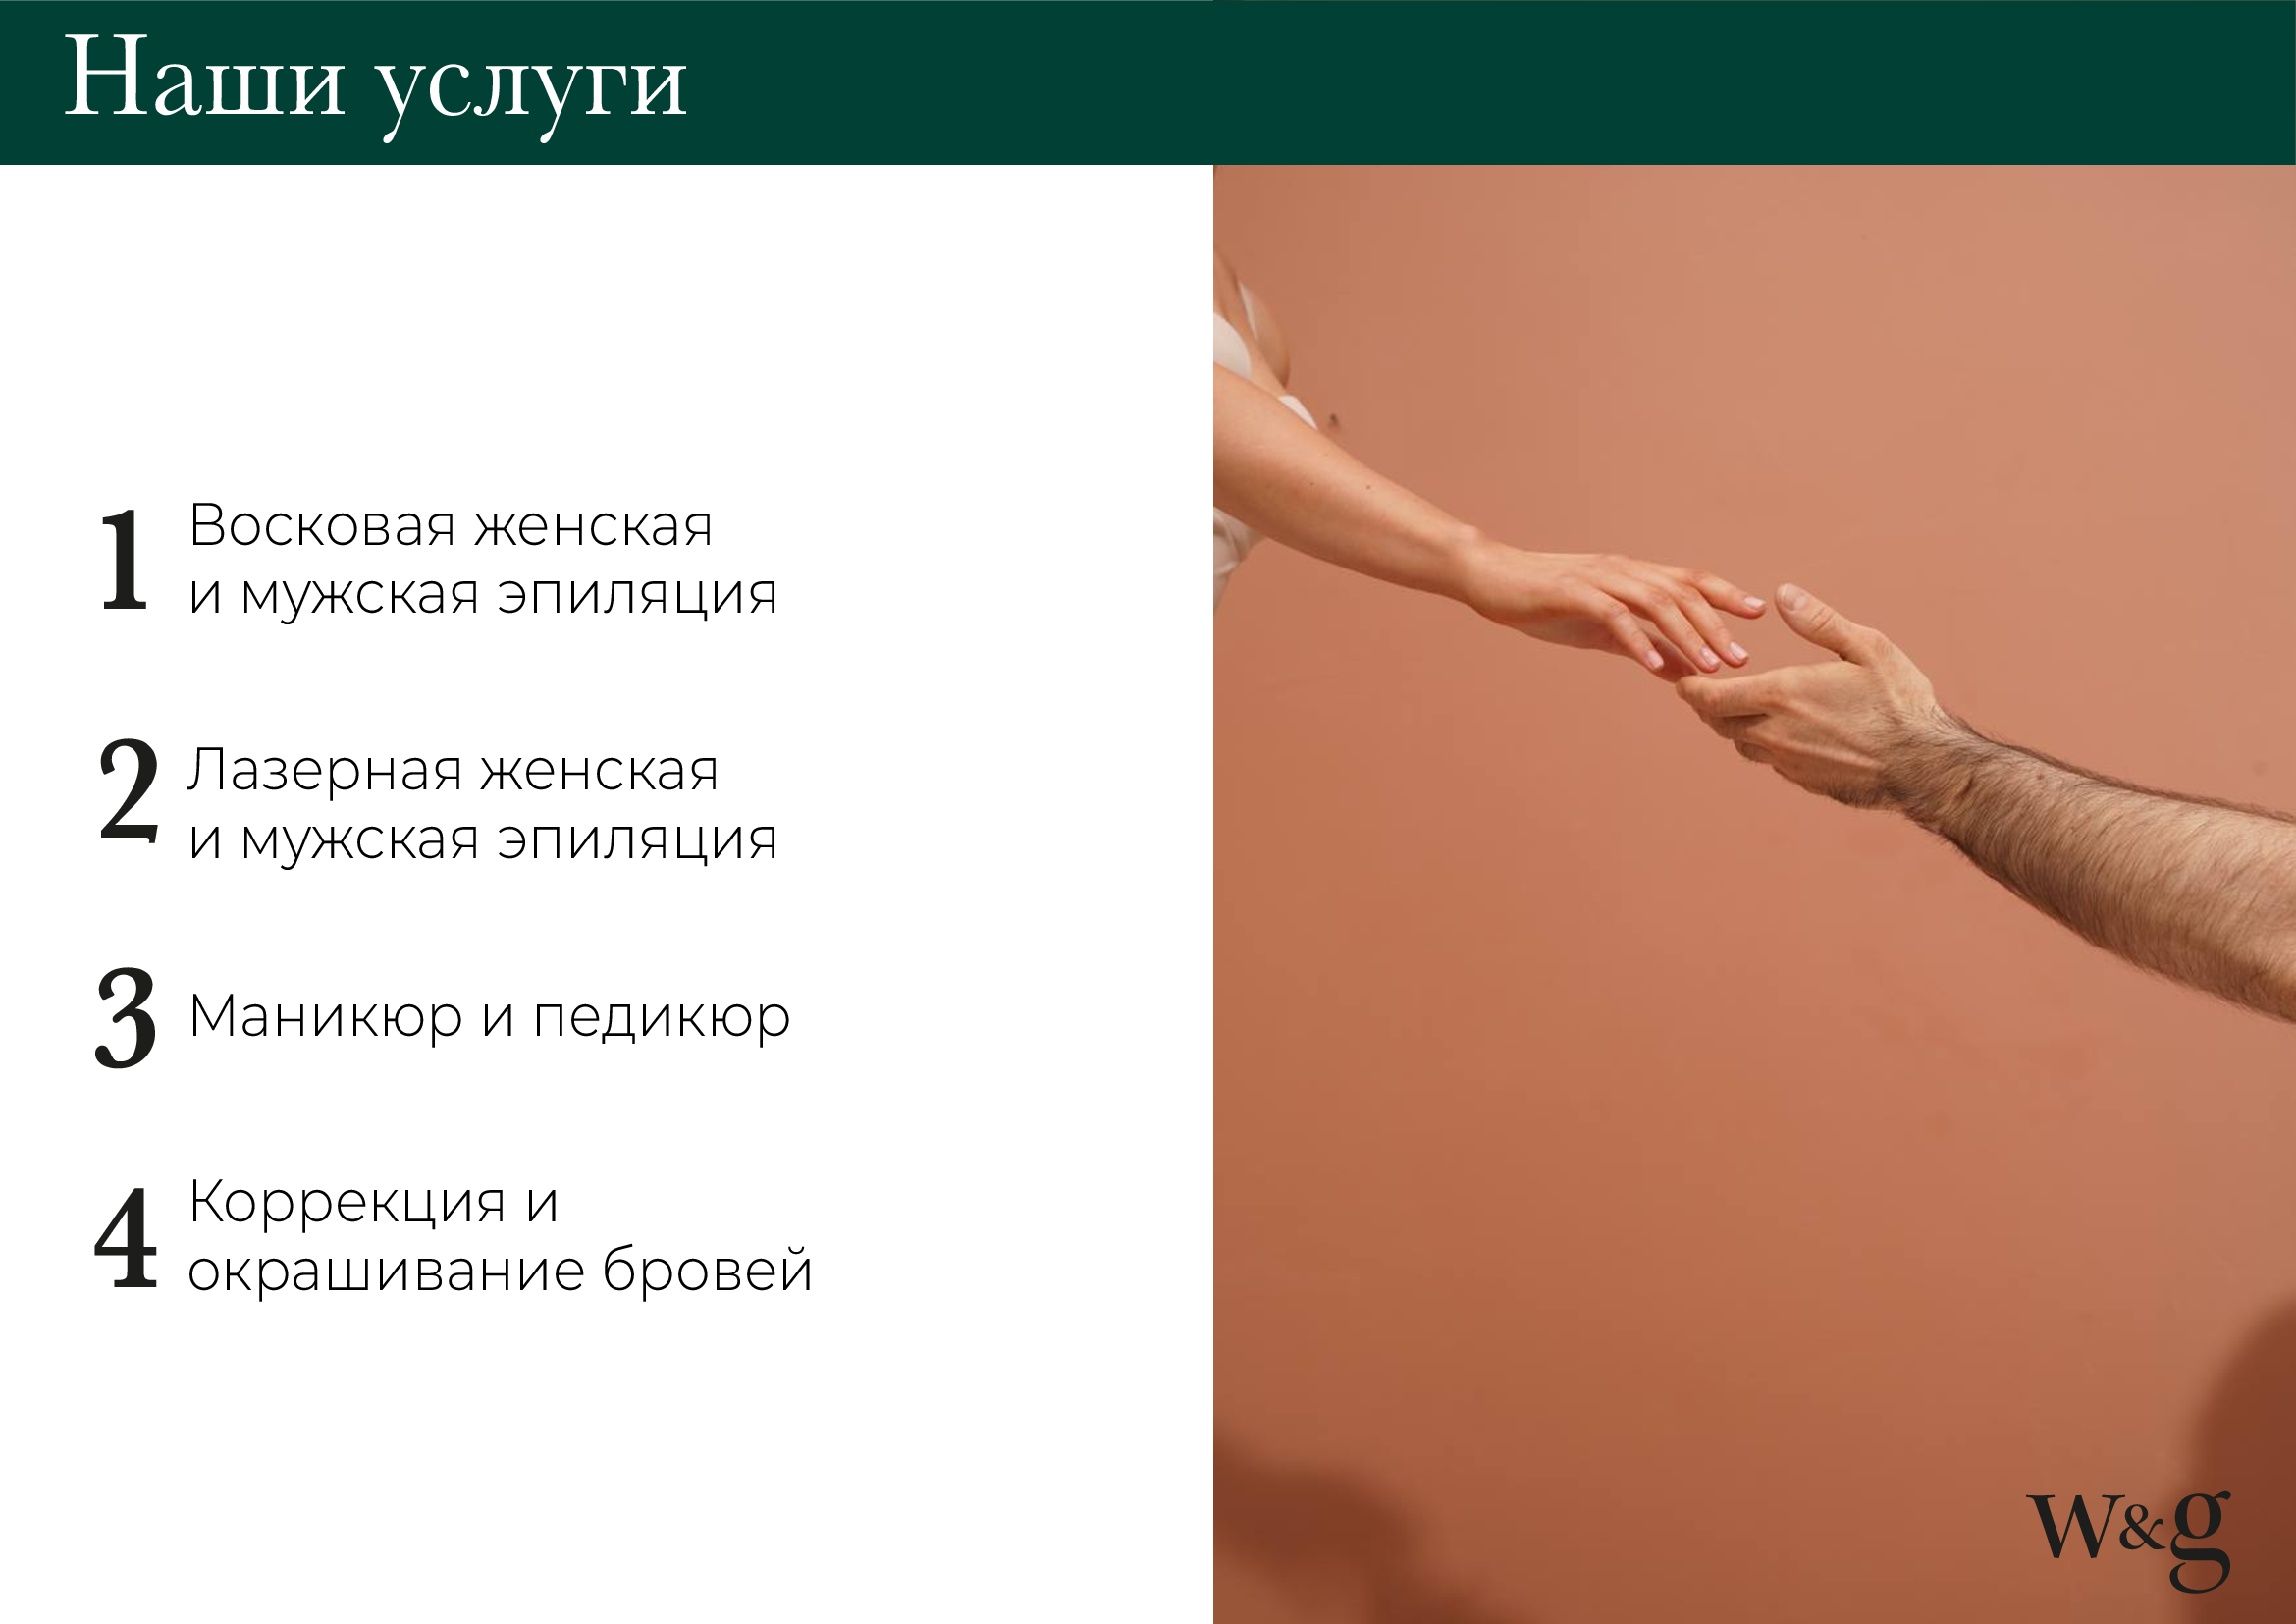 Наши услуги
1 Восковая женская
и мужская эпиляция
2 Лазерная женская
и мужская эпиляция
3 Маникюр и педикюр
4 Коррекция и
окрашивание бровей
w&g